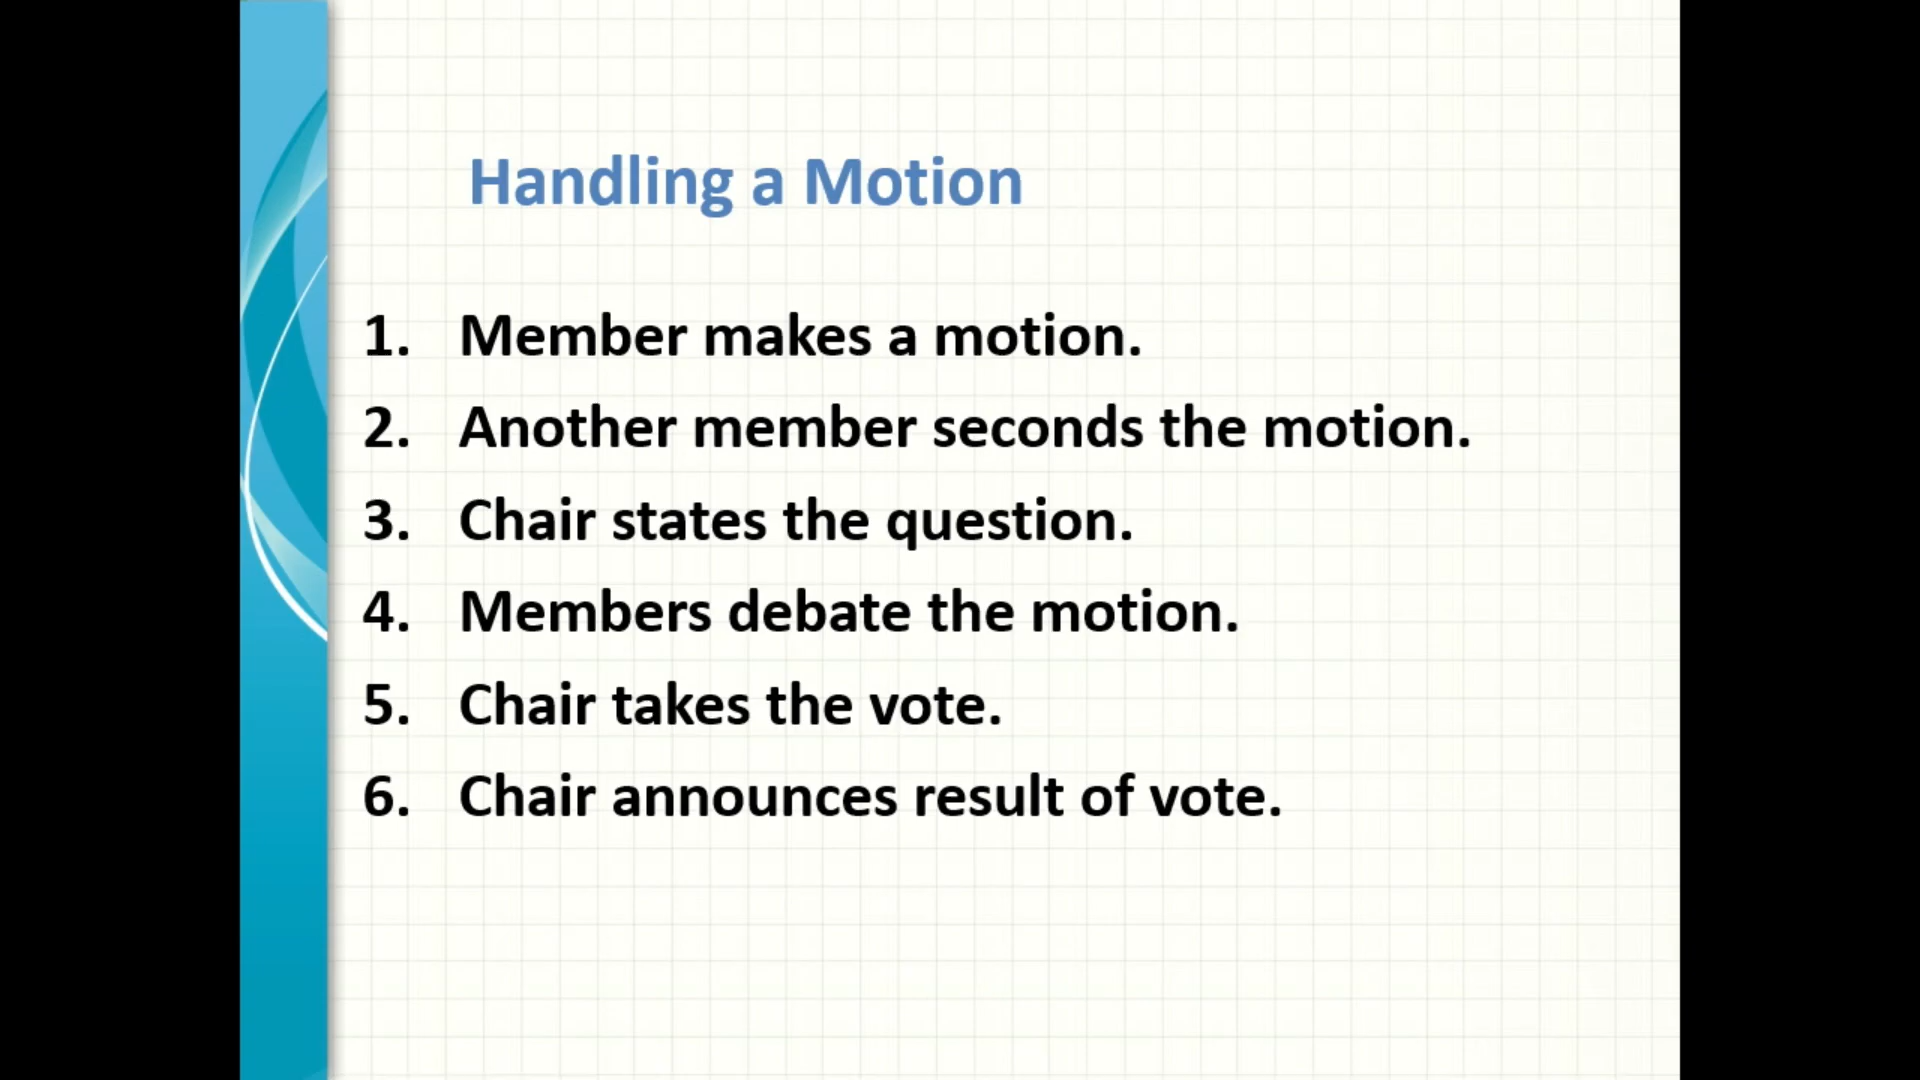 Handling a Motion
1. Member makes a motion.
2. Another member seconds the motion.
3. Chair states the question.
4. Members debate the motion.
5. Chair takes the vote.
6. Chair announces result of vote.